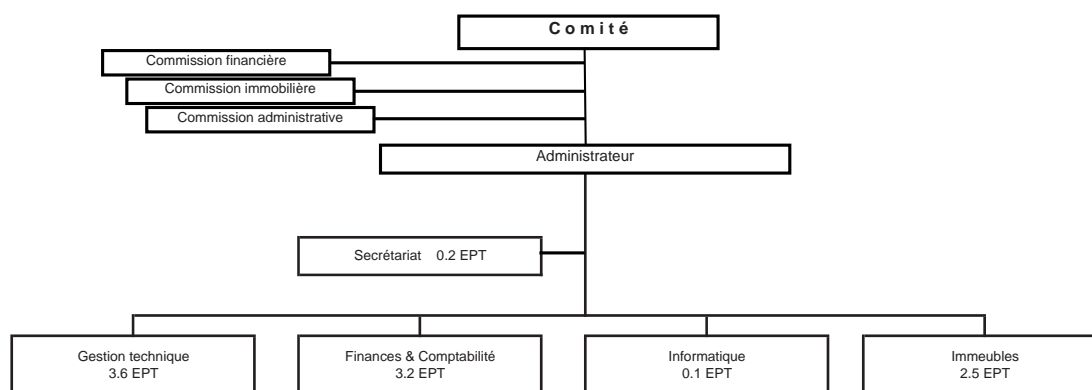 Comité
Commission financière
Commission immobilière
Commission administrative
Administrateur
Secrétariat 0.2 EPT
Gestion technique
3.6 EPT
Finances & Comptabilité
3.2 EPT
Informatique
0.1 EPT
Immeubles
2.5 EPT